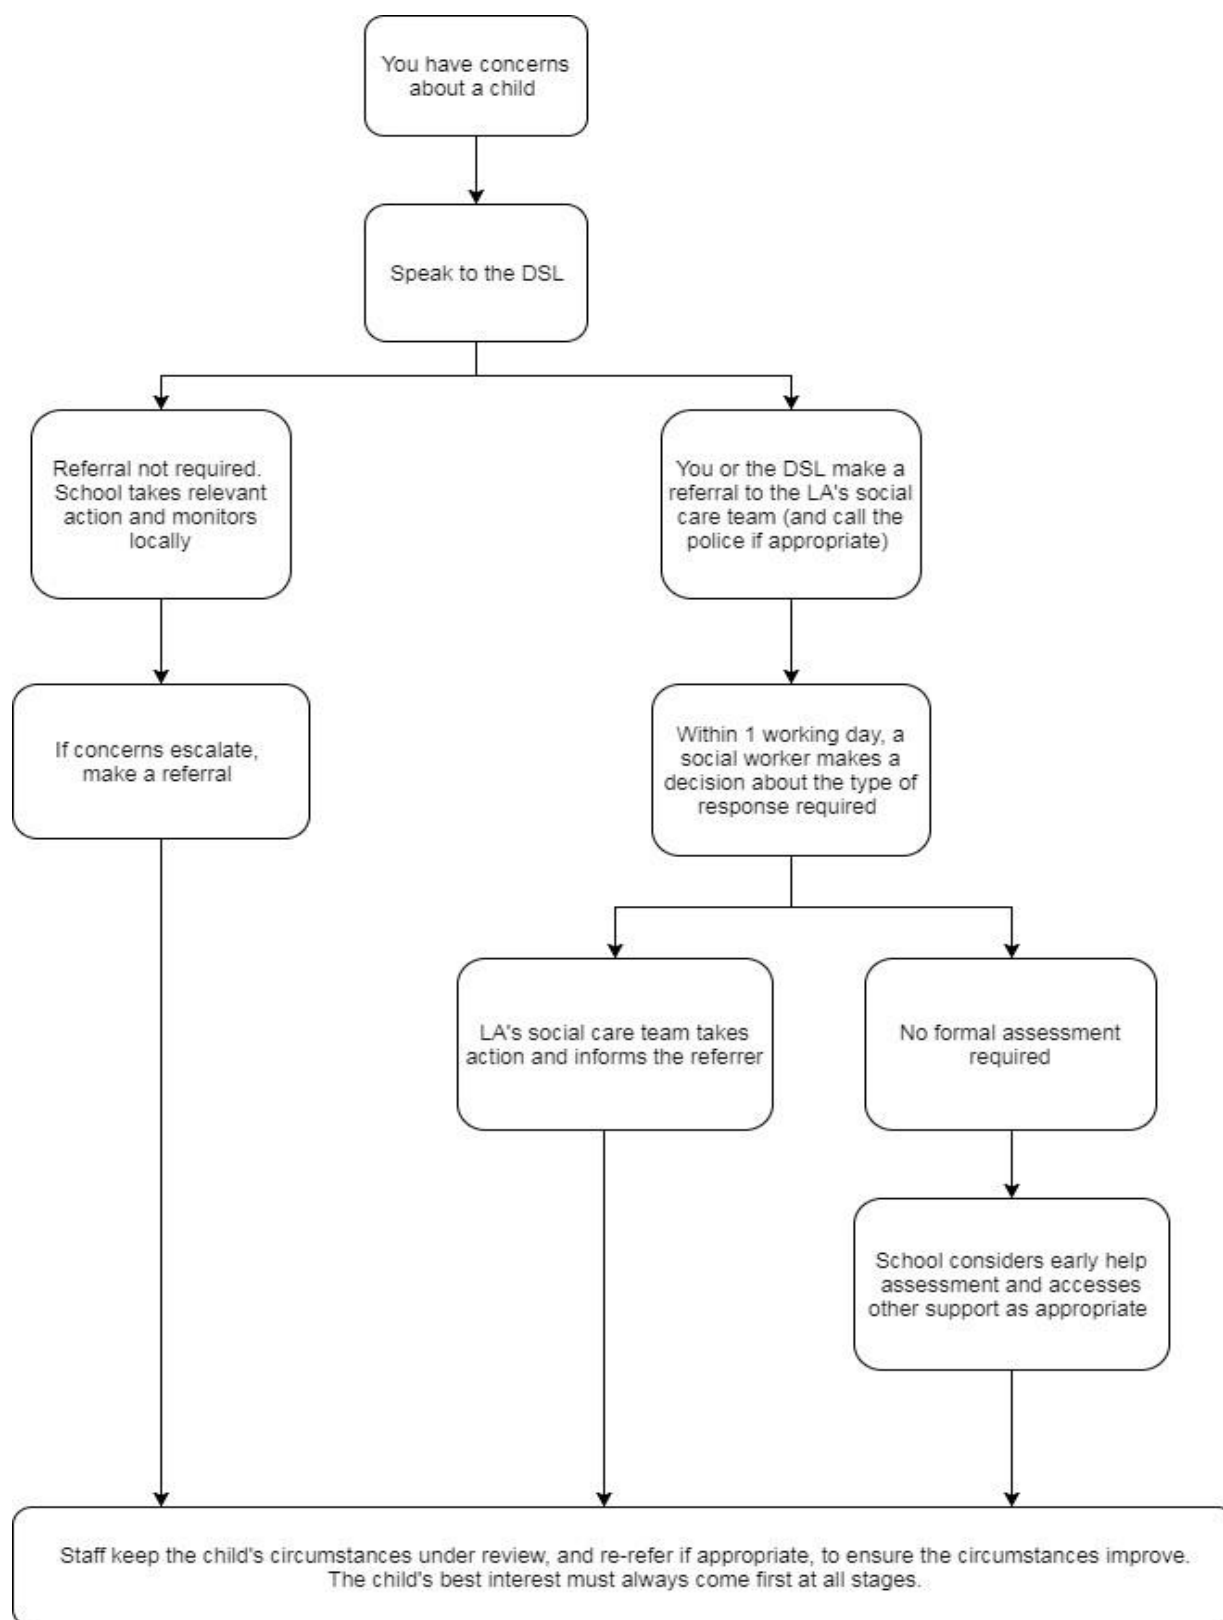 You have concerns
about a child
Speak to the DSL
Referral not required.
School takes relevant
action and monitors
locally
You or the DSL make a
referral to the LA's social
care team (and call the
police if appropriate)
If concerns escalate,
make a referral
Within 1 working day, a
social worker makes a
decision about the type of
response required
LA's social care team takes
action and informs the referrer
No formal assessment
required
School considers early help
assessment and accesses
other support as appropriate
Staff keep the child's circumstances under review, and re-refer if appropriate, to ensure the circumstances improve.
The child's best interest must always come first at all stages.